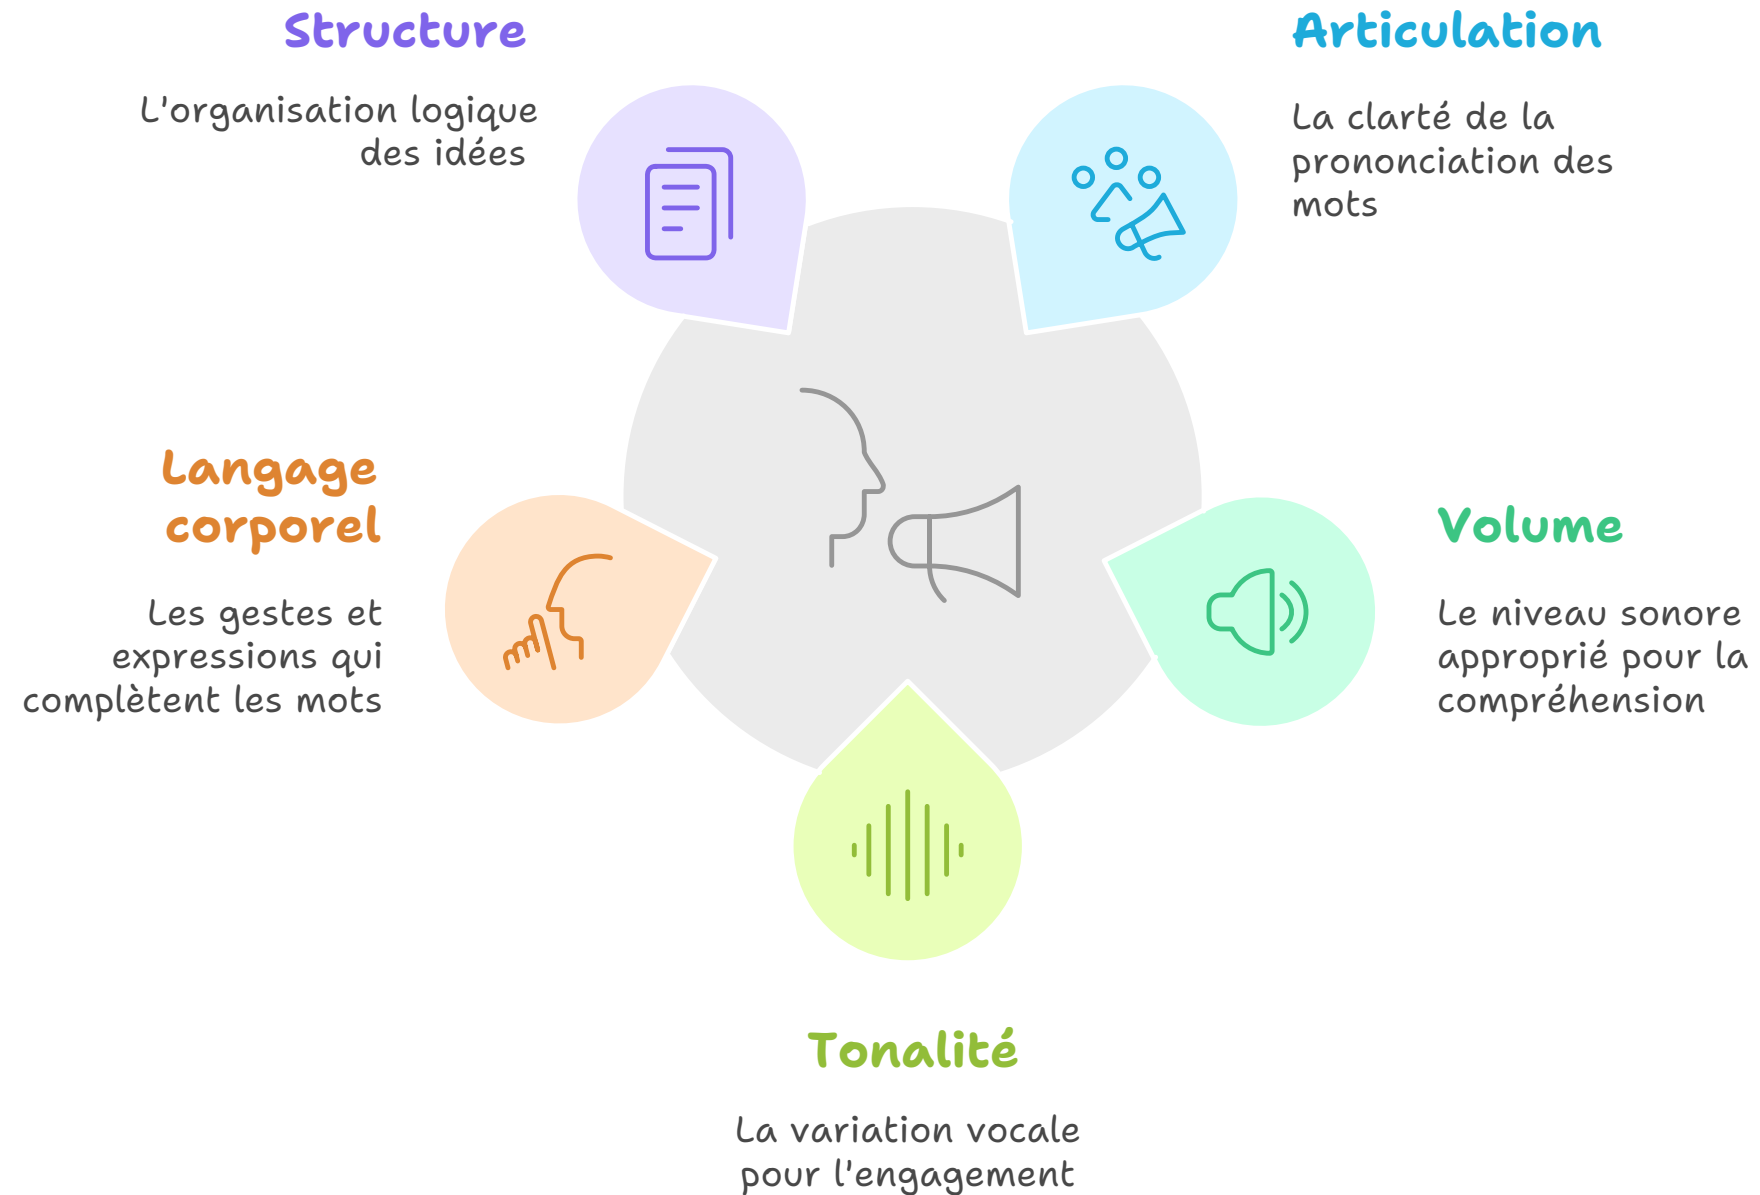 Structure
L'organisation logique
des idées
Articulation
La clarté de la
prononciation des
mots
Langage
corporel
Les gestes et
expressions qui
complètent les mots
Volume
Le niveau sonore
approprié pour la
compréhension
Tonalité
La variation vocale
pour l'engagement